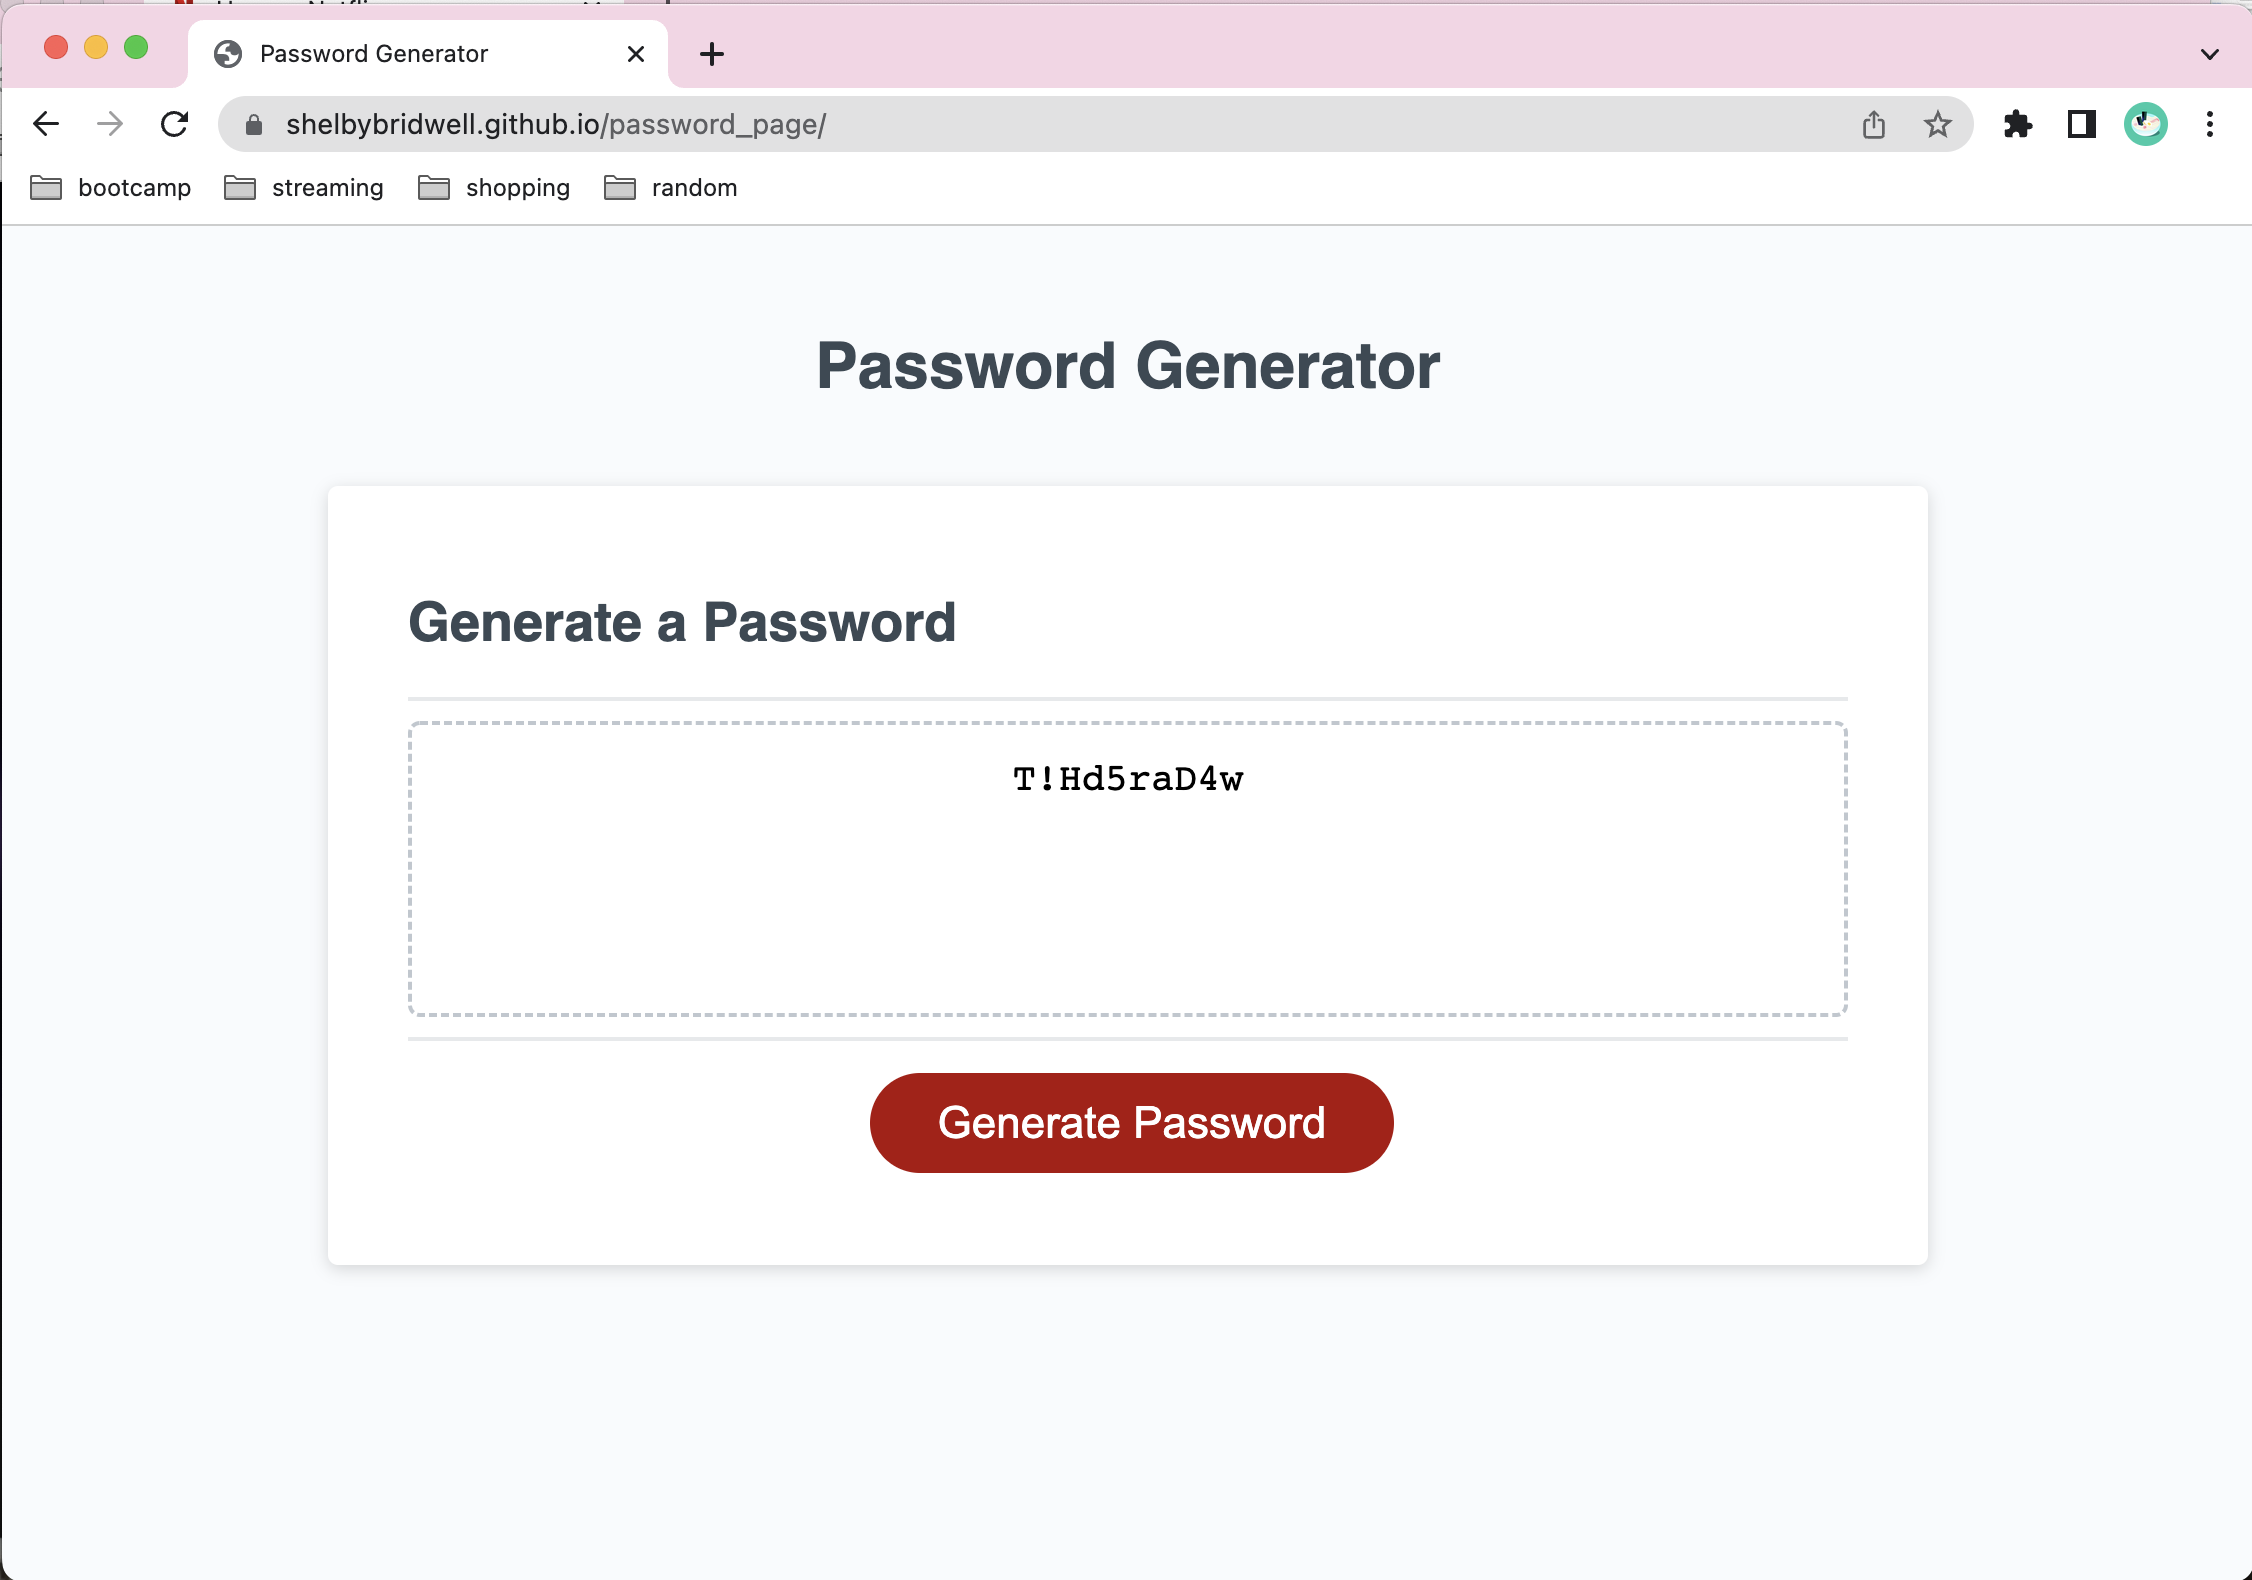 Password Generator
shelbybridwell.github.io/password_page/
bootcamp streaming shopping random
Password Generator
Generate a Password
T!Hd5raD4w
Generate Password